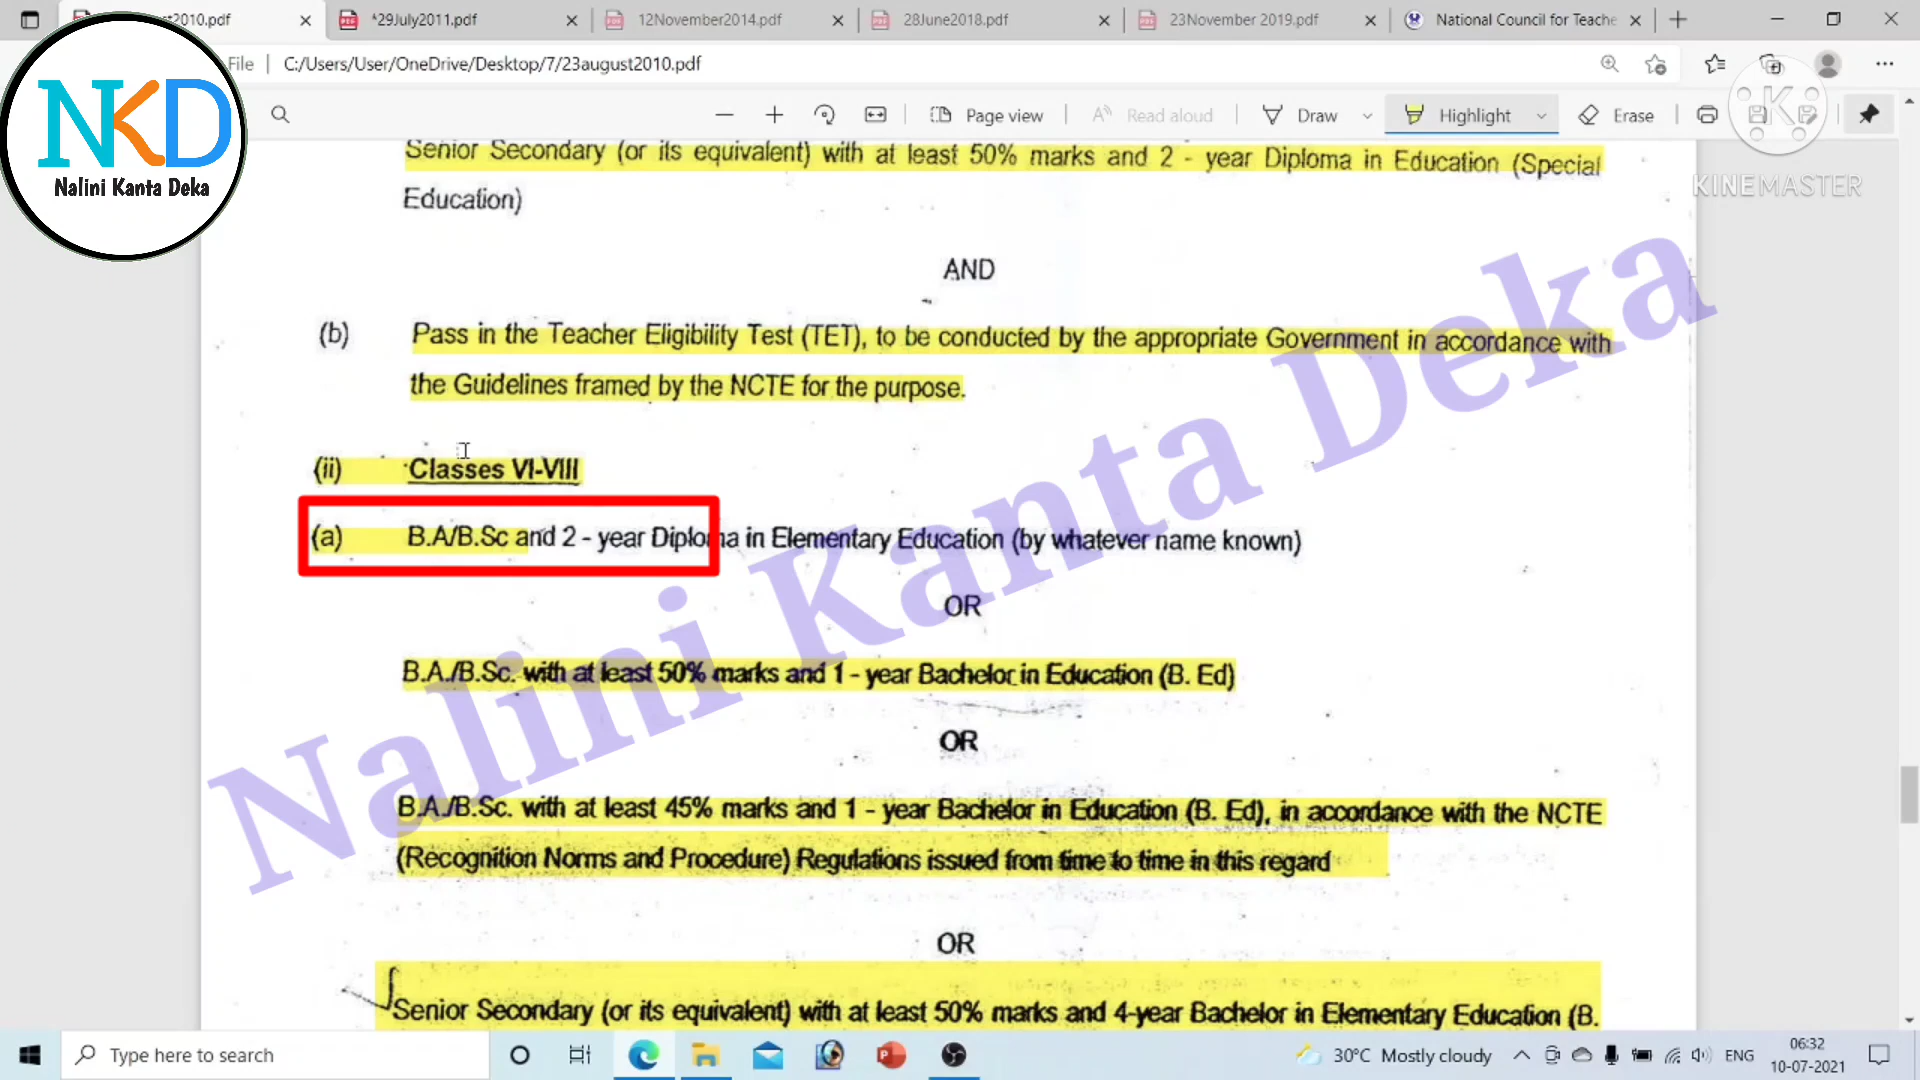 ust2010.pdf
*29July2011.pdf
12November2014.pdf
28June2018.pdf
23November 2019.pdf
National Council for Teache
File
C:/Users/User/OneDrive/Desktop/7/23august2010.pdf
NKD
Nalini Kanta Deka
Page view
Read aloud
Draw
Highlight
Erase
K
KINEMASTER
Senior Secondary (or its equivalent) with at least 50% marks and 2 - year Diploma in Education (Special
Education)
AND
(b) Pass in the Teacher Eligibility Test (TET), to be conducted by the appropriate Government in accordance with
the Guidelines framed by the NCTE for the purpose.
(ii) Classes VI-VIII
(a) B.A/B.Sc and 2 - year Diploma in Elementary Education (by whatever name known)
OR
B.A./B.Sc. with at least 50% marks and 1 - year Bachelor in Education (B. Ed)
OR
B.A./B.Sc. with at least 45% marks and 1 - year Bachelor in Education (B. Ed), in accordance with the NCTE
(Recognition Norms and Procedure) Regulations issued from time to time in this regard
OR
Senior Secondary (or its equivalent) with at least 50% marks and 4-year Bachelor in Elementary Education (B.
Nalini Kanta Deka
Type here to search
30°C Mostly cloudy
ENG
06:32
10-07-2021